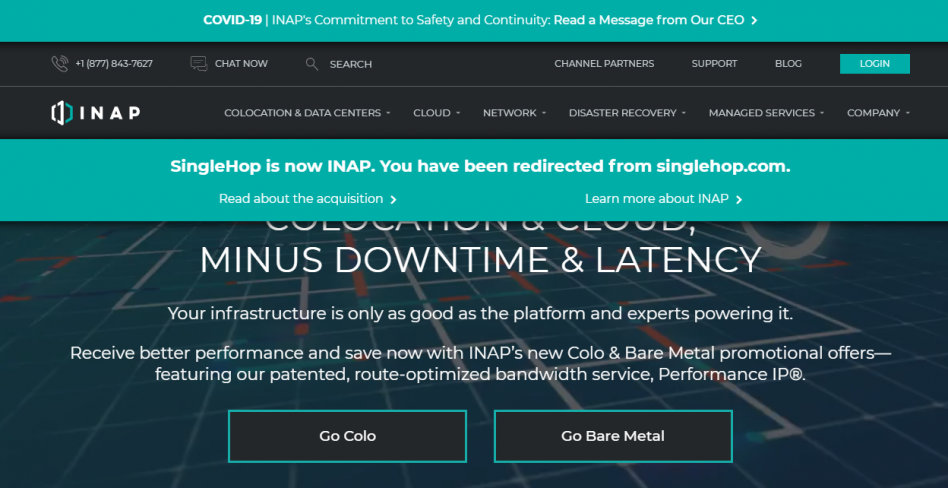 COVID-19 | INAP's Commitment to Safety and Continuity: Read a Message from Our CEO
+1 (877) 843-7627 CHAT NOW SEARCH CHANNEL PARTNERS SUPPORT BLOG LOGIN
INAP COLOCATION & DATA CENTERS CLOUD NETWORK DISASTER RECOVERY MANAGED SERVICES COMPANY
SingleHop is now INAP. You have been redirected from singlehop.com.
Read about the acquisition Learn more about INAP
COLOCATION & CLOUD,
MINUS DOWNTIME & LATENCY
Your infrastructure is only as good as the platform and experts powering it.
Receive better performance and save now with INAP's new Colo & Bare Metal promotional offers—
featuring our patented, route-optimized bandwidth service, Performance IP®.
Go Colo Go Bare Metal